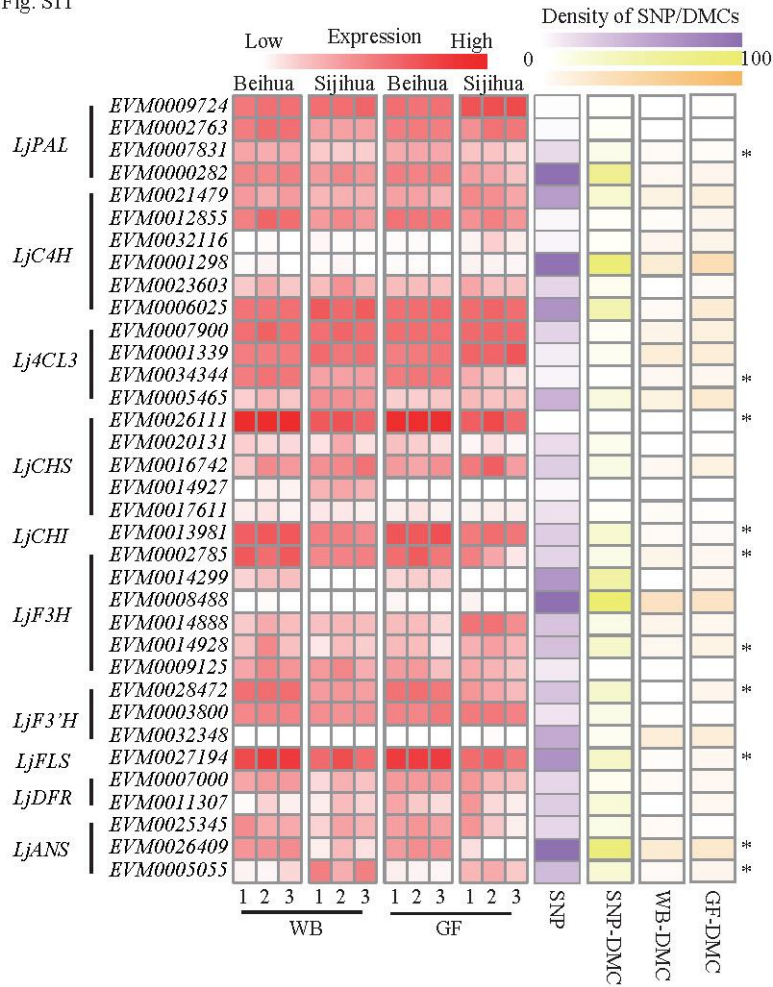 Fig. S11
Density of SNP/DMCs
Low Expression High
0 100
Beihua Sijihua Beihua Sijihua
EVM0009724
EVM0002763
LjPAL
EVM0007831 *
EVM0000282
EVM0021479
EVM0012855
EVM0032116
LjC4H
EVM0001298
EVM0023603
EVM0006025
EVM0007900
EVM0001339
Lj4CL3
EVM0034344 *
EVM0005465
EVM0026111 *
EVM0020131
EVM0016742
LjCHS
EVM0014927
EVM0017611
LjCHI EVM0013981 *
EVM0002785 *
EVM0014299
EVM0008488
LjF3H
EVM0014888
EVM0014928 *
EVM0009125
EVM0028472 *
EVM0003800
LjF3'H
EVM0032348
LjFLS EVM0027194 *
EVM0007000
LjDFR
EVM0011307
EVM0025345
LjANS EVM0026409 *
EVM0005055 *
1 2 3 1 2 3 1 2 3 1 2 3
WB GF
SNP
SNP-DMC
WB-DMC
GF-DMC